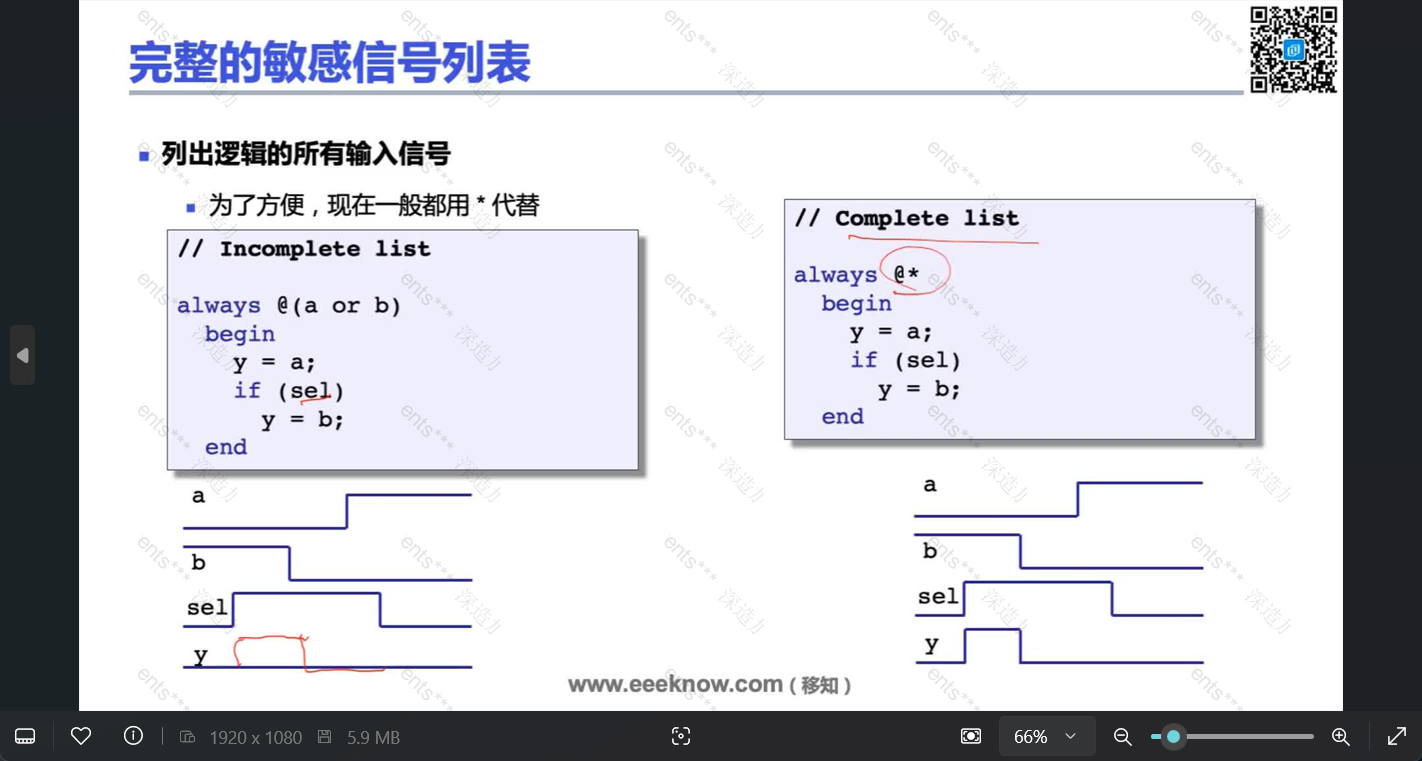 完整的敏感信号列表
列出逻辑的所有输入信号
为了方便，现在一般都用 * 代替
// Incomplete list
always @(a or b)
begin
y = a;
if (sel)
y = b;
end
a
b
sel
y
// Complete list
always @*
begin
y = a;
if (sel)
y = b;
end
a
b
sel
y
www.eeeknow.com（移知）
1920 x 1080
5.9 MB
66%